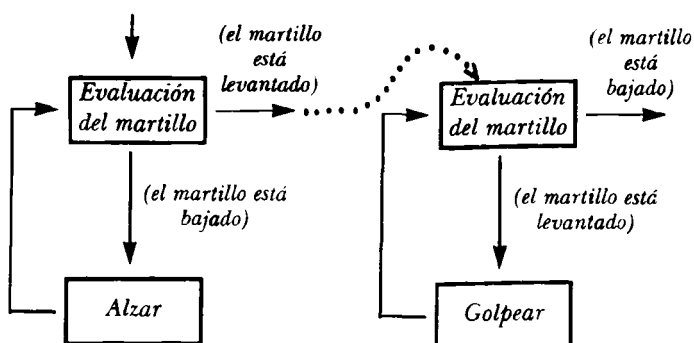 (el martillo
está
levantado)
Evaluación
del martillo
(el martillo está
bajado)
Alzar
(el martillo
está
bajado)
Evaluación
del martillo
(el martillo está
levantado)
Golpear